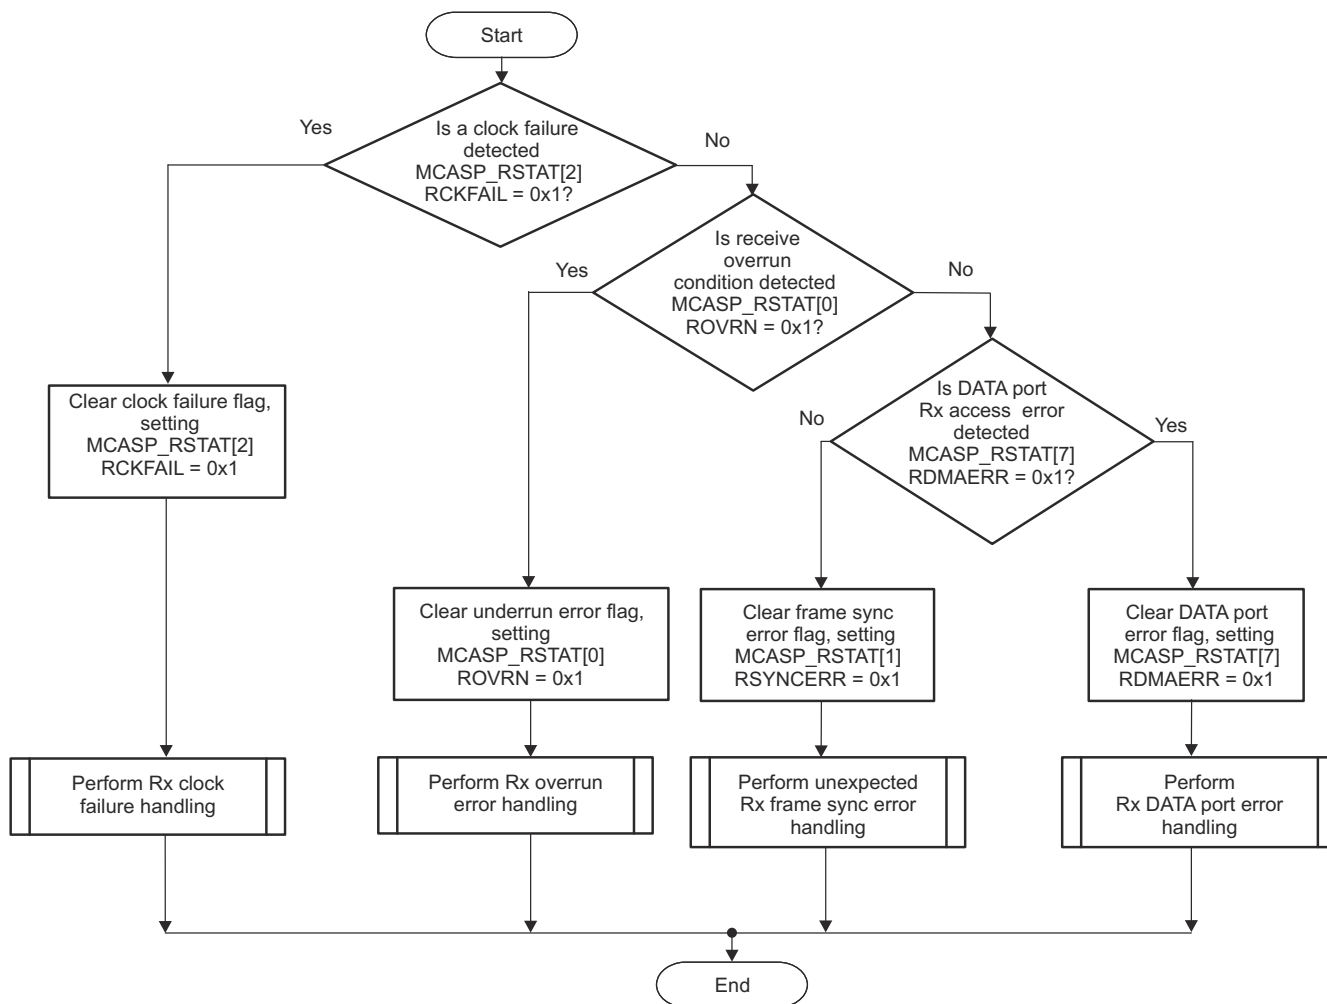 Start
Is a clock failure
detected
MCASP_RSTAT[2]
RCKFAIL = 0x1?
Yes
No
Is receive
overrun
condition detected
MCASP_RSTAT[0]
ROVRN = 0x1?
Yes
No
Is DATA port
Rx access error
detected
MCASP_RSTAT[7]
RDMAERR = 0x1?
No
Yes
Clear clock failure flag,
setting
MCASP_RSTAT[2]
RCKFAIL = 0x1
Clear underrun error flag,
setting
MCASP_RSTAT[0]
ROVRN = 0x1
Clear frame sync
error flag, setting
MCASP_RSTAT[1]
RSYNCERR = 0x1
Clear DATA port
error flag, setting
MCASP_RSTAT[7]
RDMAERR = 0x1
Perform Rx clock
failure handling
Perform Rx overrun
error handling
Perform unexpected
Rx frame sync error
handling
Perform
Rx DATA port error
handling
End